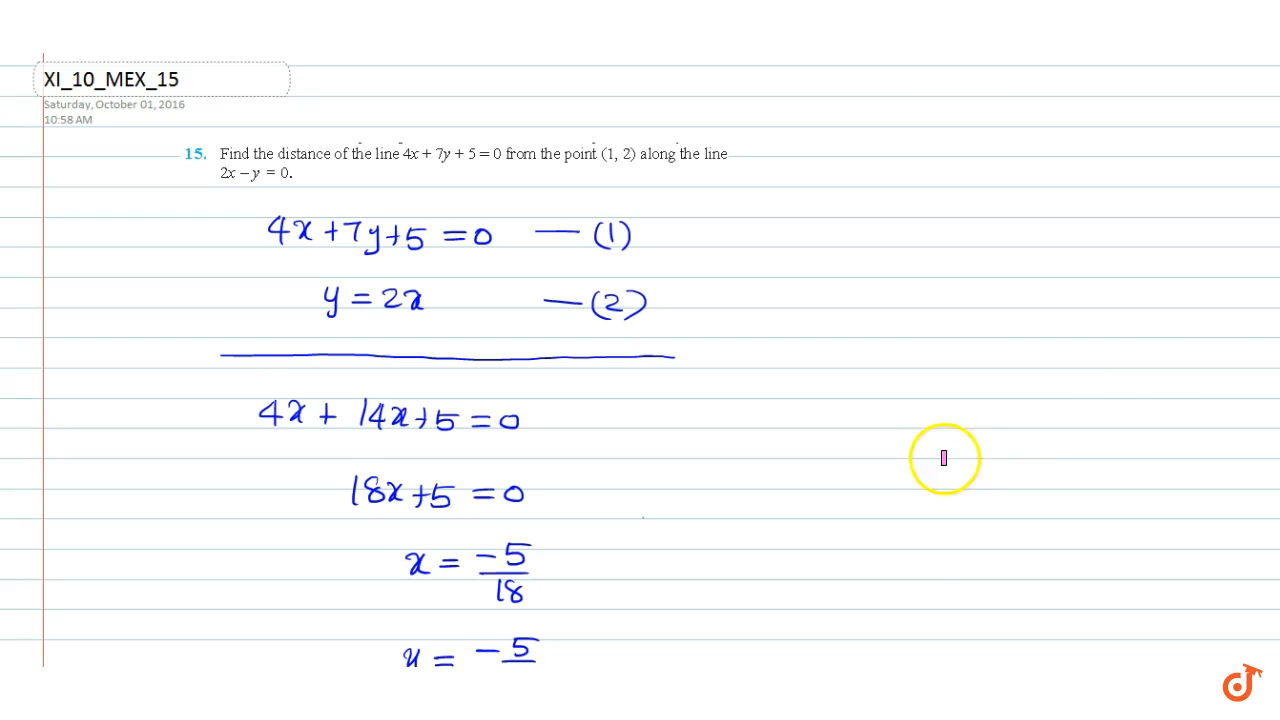 XI_10_MEX_15
Saturday, October 01, 2016
10:58 AM
15. Find the distance of the line 4x + 7y + 5 = 0 from the point (1, 2) along the line
2x – y = 0.
4x + 7y + 5 = 0 — (1)
y = 2x — (2)
4x + 14x + 5 = 0
18x + 5 = 0
x = -5/18
y = -5